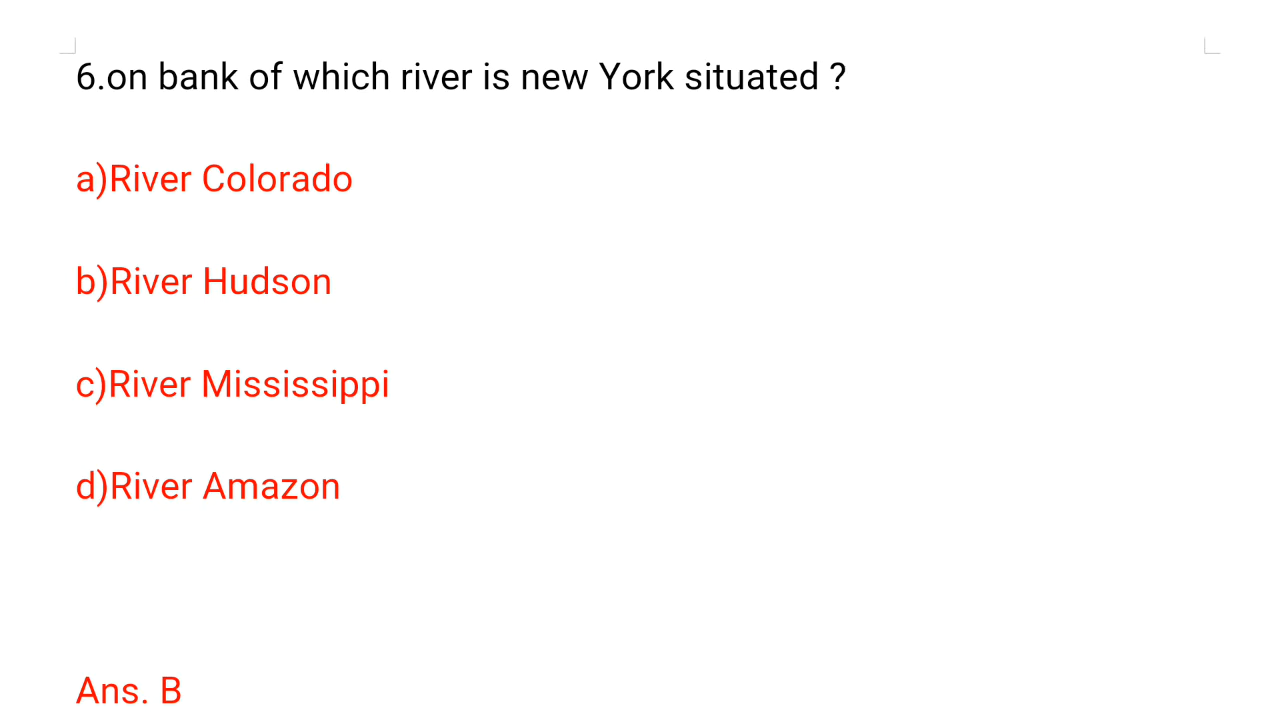 6.on bank of which river is new York situated ?
a)River Colorado
b)River Hudson
c)River Mississippi
d)River Amazon
Ans. B